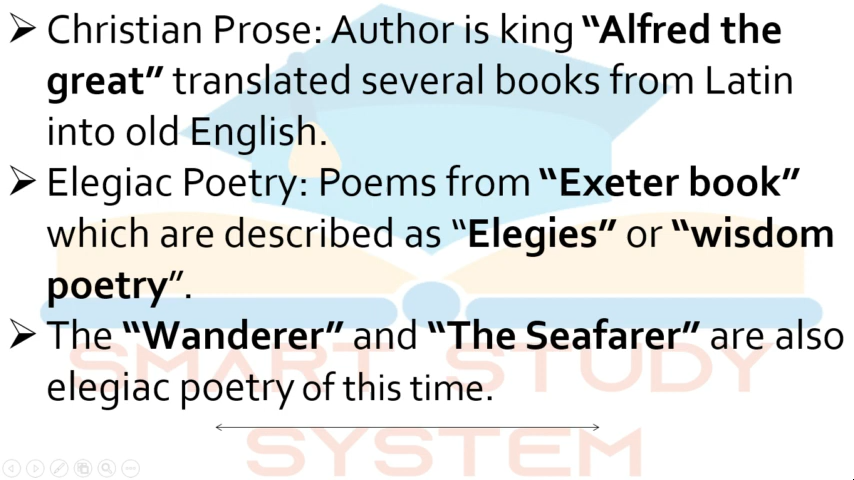 ➤ Christian Prose: Author is king “Alfred the
great” translated several books from Latin
into old English.
➤ Elegiac Poetry: Poems from “Exeter book”
which are described as “Elegies” or “wisdom
poetry”.
➤ The “Wanderer” and “The Seafarer” are also
elegiac poetry of this time.
SMART STUDY
SYSTEM